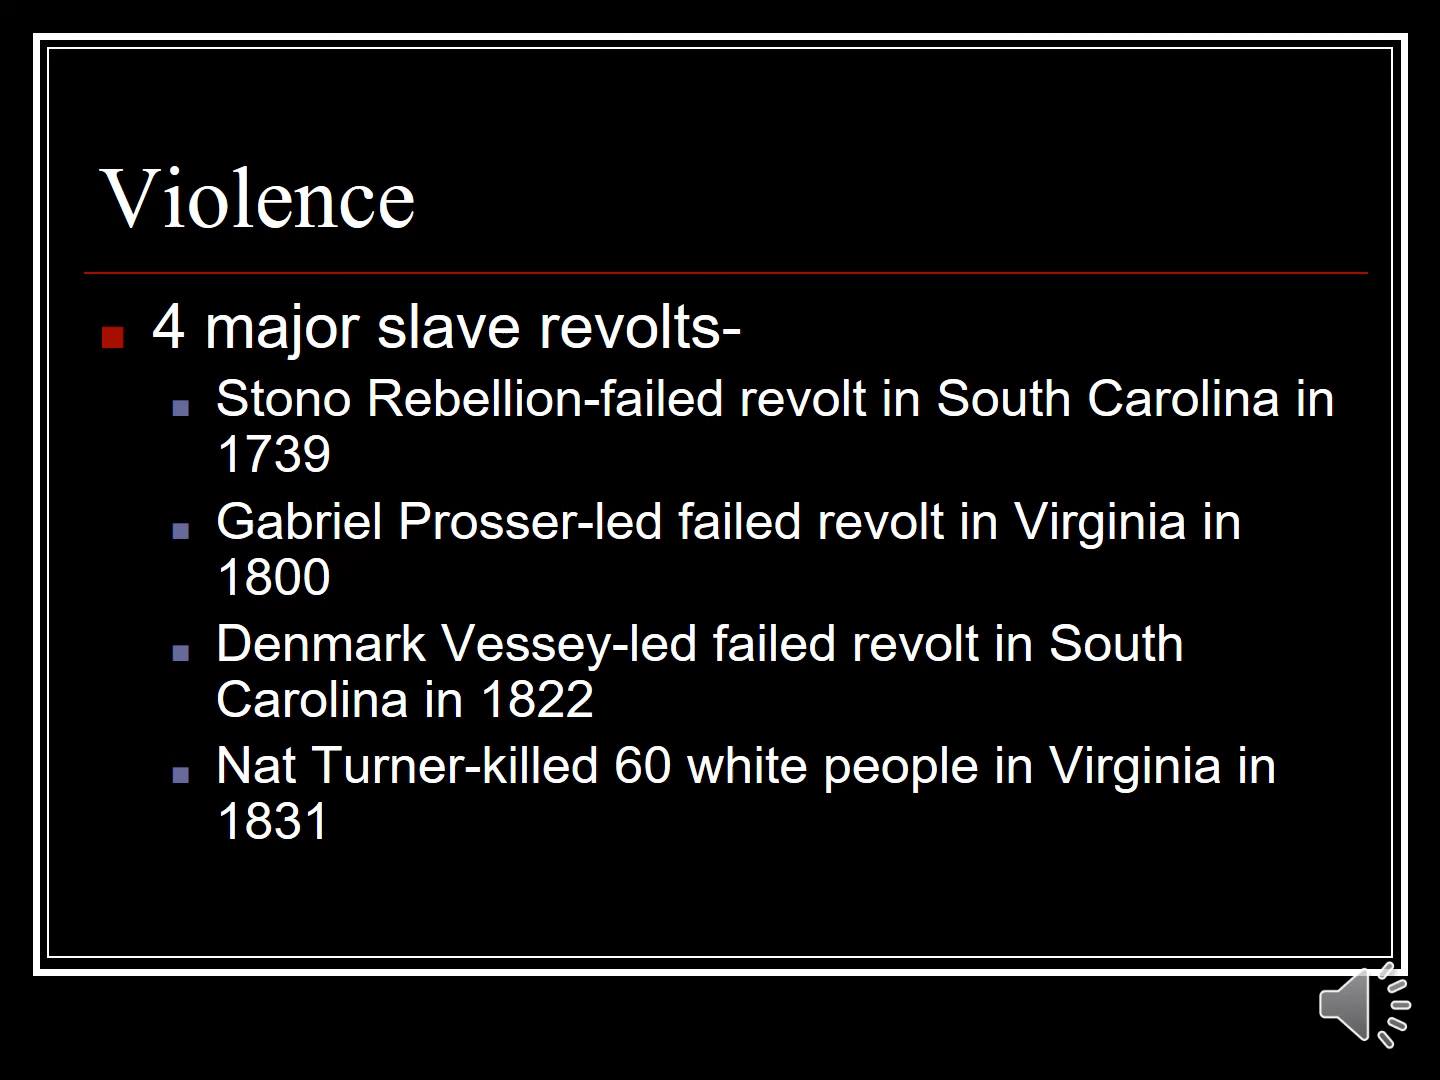 Violence
4 major slave revolts-
Stono Rebellion-failed revolt in South Carolina in
1739
Gabriel Prosser-led failed revolt in Virginia in
1800
Denmark Vessey-led failed revolt in South
Carolina in 1822
Nat Turner-killed 60 white people in Virginia in
1831